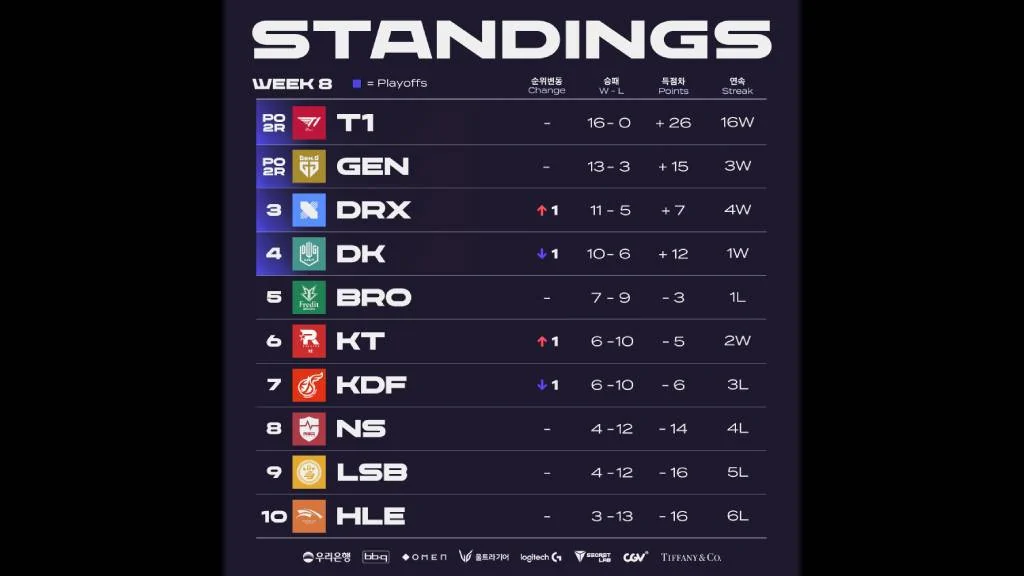 STANDINGS
WEEK 8 = Playoffs 순위변동 Change 승패 W - L 득점차 Points 연속 Streak
PO 2R T1 - 16 - 0 + 26 16W
PO 2R GEN.G GEN - 13 - 3 + 15 3W
3 DRX ↑ 1 11 - 5 + 7 4W
4 DK ↓ 1 10 - 6 + 12 1W
5 Fredit BRO - 7 - 9 - 3 1L
6 KT ↑ 1 6 - 10 - 5 2W
7 KDF ↓ 1 6 - 10 - 6 3L
8 NS - 4 - 12 - 14 4L
9 LSB - 4 - 12 - 16 5L
10 HLE - 3 - 13 - 16 6L
우리은행 bbq OMEN 울트라기어 logitech G SECRET LAB CGV TIFFANY & CO.